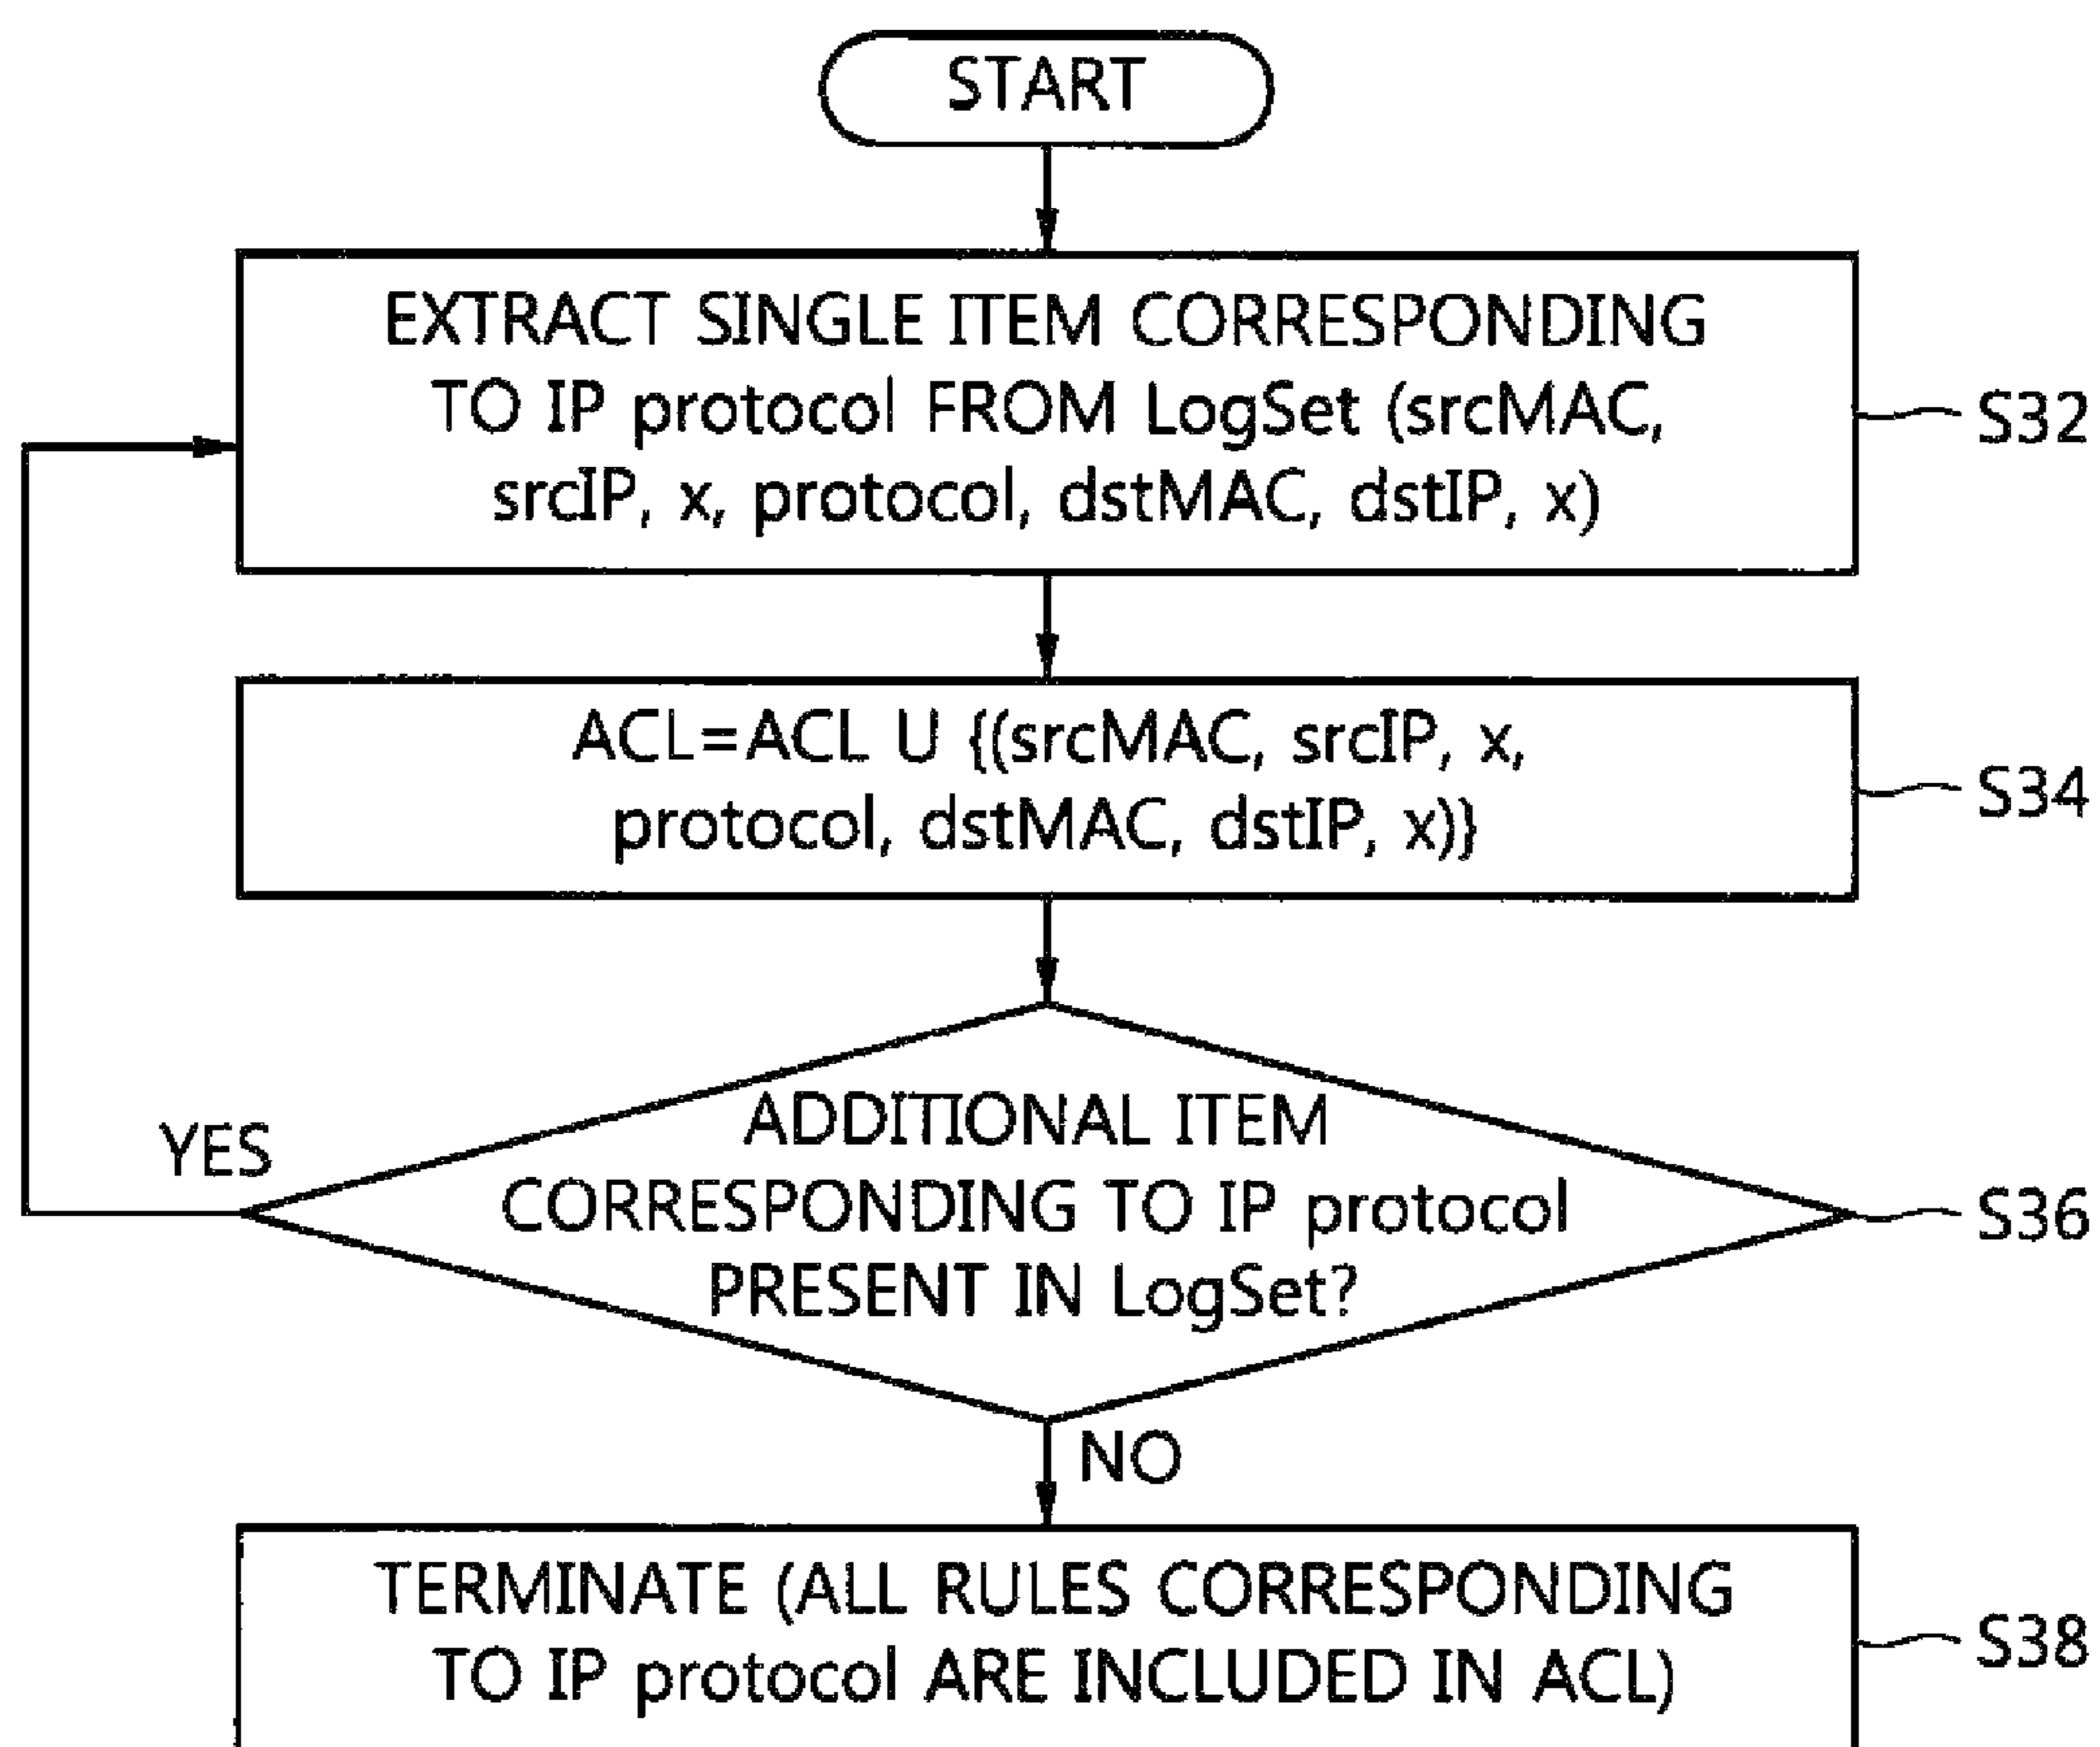 START
EXTRACT SINGLE ITEM CORRESPONDING
TO IP protocol FROM LogSet (srcMAC,
srcIP, x, protocol, dstMAC, dstIP, x)
S32
ACL=ACL U {(srcMAC, srcIP, x,
protocol, dstMAC, dstIP, x)}
S34
YES
ADDITIONAL ITEM
CORRESPONDING TO IP protocol
PRESENT IN LogSet?
S36
NO
TERMINATE (ALL RULES CORRESPONDING
TO IP protocol ARE INCLUDED IN ACL)
S38